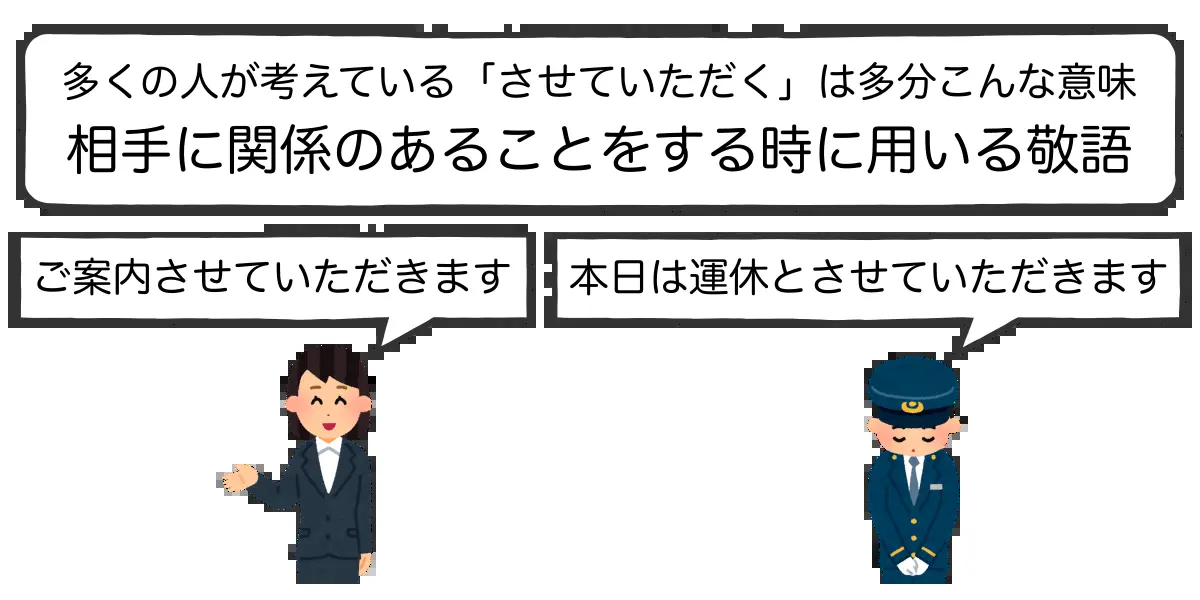 多くの人が考えている「させていただく」は多分こんな意味
相手に関係のあることをする時に用いる敬語
ご案内させていただきます
本日は運休とさせていただきます